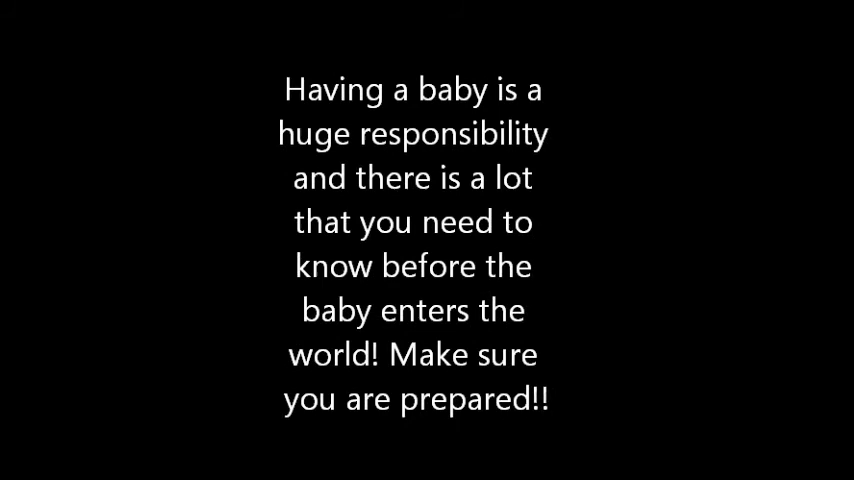 Having a baby is a
huge responsibility
and there is a lot
that you need to
know before the
baby enters the
world! Make sure
you are prepared!!